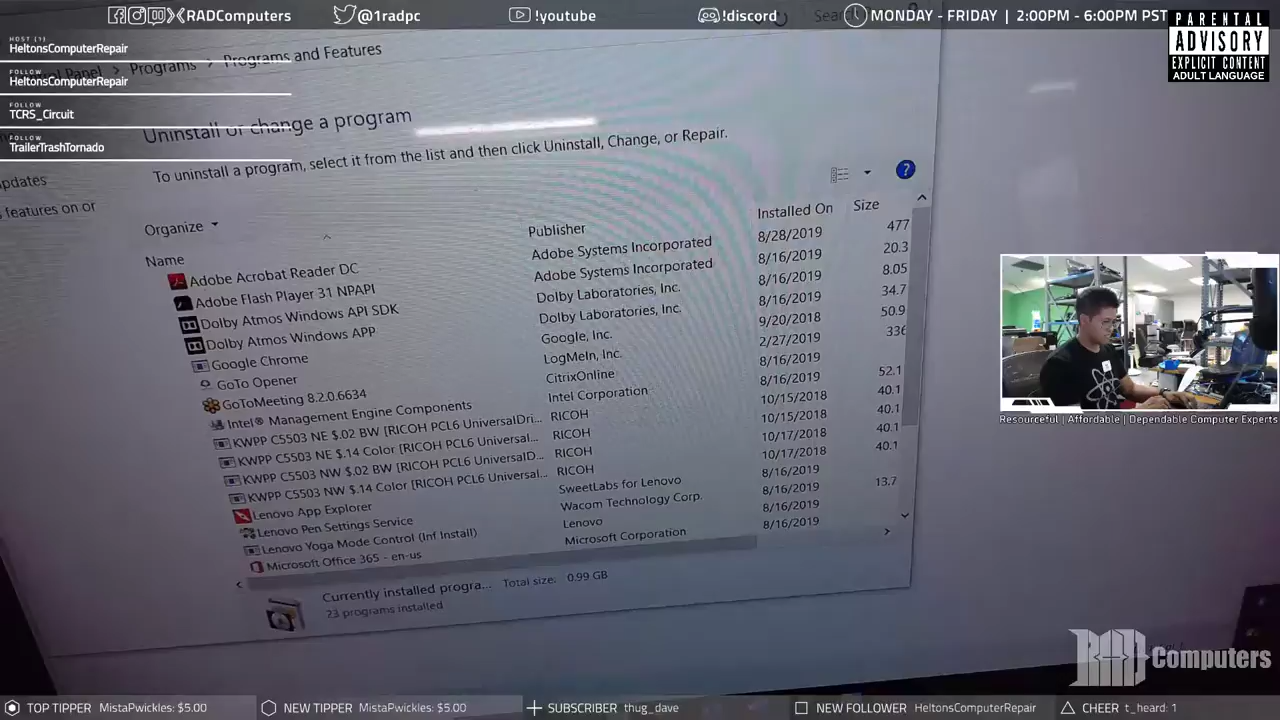 RADComputers @1radpc !youtube !discord MONDAY - FRIDAY | 2:00PM - 6:00PM PST
PARENTAL
ADVISORY
EXPLICIT CONTENT
ADULT LANGUAGE
HOST [1]
HeltonsComputerRepair
FOLLOW
HeltonsComputerRepair
FOLLOW
TCRS_Circuit
FOLLOW
TrailerTrashTornado
Panel > Programs > Programs and Features
Uninstall or change a program
To uninstall a program, select it from the list and then click Uninstall, Change, or Repair.
updates
features on or
Organize
Name Publisher Installed On Size
Adobe Acrobat Reader DC Adobe Systems Incorporated 8/28/2019 477
Adobe Flash Player 31 NPAPI Adobe Systems Incorporated 8/16/2019 20.3
Dolby Atmos Windows API SDK Dolby Laboratories, Inc. 8/16/2019 8.05
Dolby Atmos Windows APP Dolby Laboratories, Inc. 8/16/2019 34.7
Google Chrome Google, Inc. 9/20/2018 50.9
GoTo Opener LogMeIn, Inc. 2/27/2019 336
GoToMeeting 8.2.0.6634 CitrixOnline 8/16/2019
Intel® Management Engine Components Intel Corporation 8/16/2019 52.1
KWPP C5503 NE $.02 BW [RICOH PCL6 UniversalDri... RICOH 10/15/2018 40.1
KWPP C5503 NE $.14 Color [RICOH PCL6 Universal... RICOH 10/15/2018 40.1
KWPP C5503 NW $.02 BW [RICOH PCL6 UniversalD... RICOH 10/17/2018 40.1
KWPP C5503 NW $.14 Color [RICOH PCL6 Universal... RICOH 10/17/2018 40.1
Lenovo App Explorer SweetLabs for Lenovo 8/16/2019
Lenovo Pen Settings Service Wacom Technology Corp. 8/16/2019 13.7
Lenovo Yoga Mode Control (Inf Install) Lenovo 8/16/2019
Microsoft Office 365 - en-us Microsoft Corporation 8/16/2019
Currently installed progra... Total size: 0.99 GB
23 programs installed
Resourceful | Affordable | Dependable Computer Experts
RAD Computers
TOP TIPPER MistaPwickles: $5.00 NEW TIPPER MistaPwickles: $5.00 SUBSCRIBER thug_dave NEW FOLLOWER HeltonsComputerRepair CHEER t_heard: 1